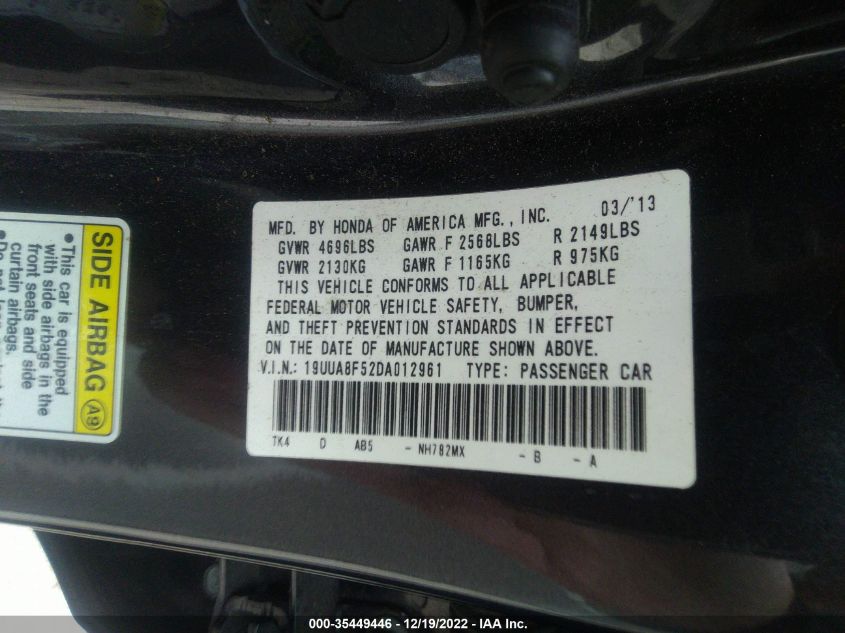 MFD. BY HONDA OF AMERICA MFG., INC. 03/'13
GVWR 4696LBS GAWR F 2568LBS R 2149LBS
GVWR 2130KG GAWR F 1165KG R 975KG
THIS VEHICLE CONFORMS TO ALL APPLICABLE
FEDERAL MOTOR VEHICLE SAFETY, BUMPER,
AND THEFT PREVENTION STANDARDS IN EFFECT
ON THE DATE OF MANUFACTURE SHOWN ABOVE.
V.I.N.: 19UUA8F52DA012961 TYPE: PASSENGER CAR
TK4 D AB5 - NH782MX - B - A
SIDE AIRBAG A9
•This car is equipped
with side airbags in the
front seats and side
curtain airbags.
•Do not
000-35449446 - 12/19/2022 - IAA Inc.